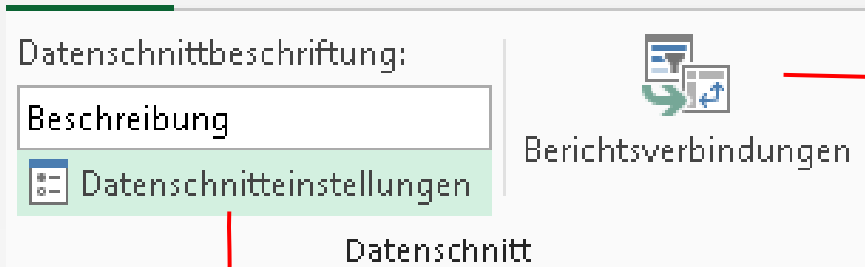 Datenschnittbeschriftung:
Beschreibung
Datenschnitteinstellungen
Berichtsverbindungen
Datenschnitt